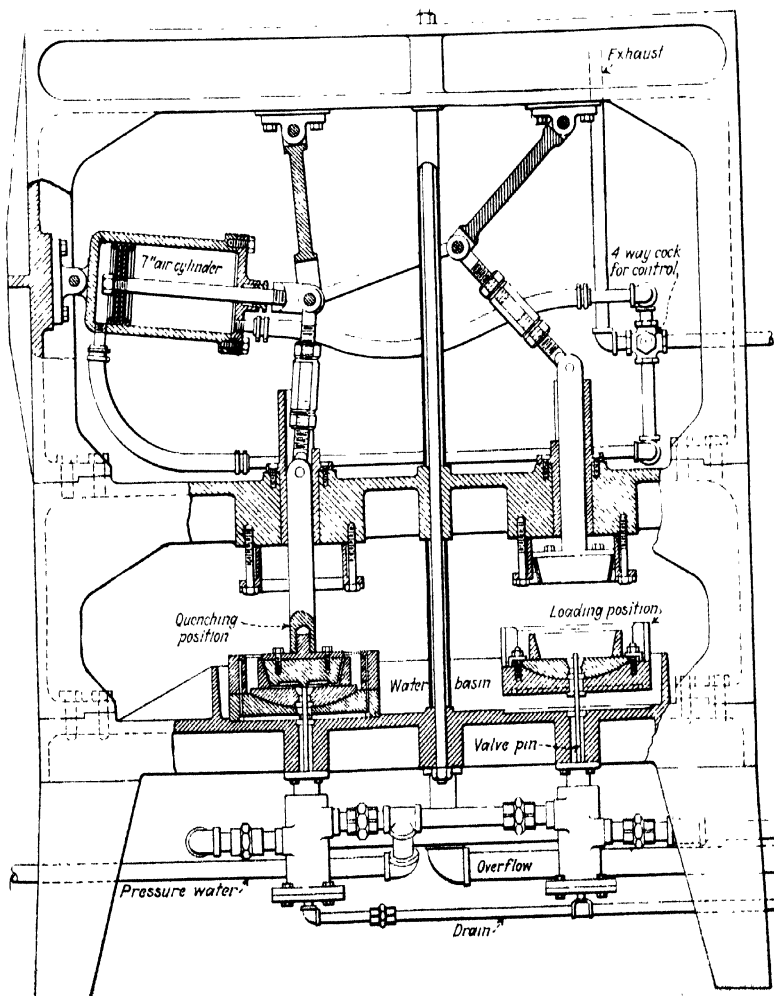 Exhaust
4 way cock
for control
7" air cylinder
Quenching
position
Loading position
Water basin
Valve pin
Overflow
Pressure water
Drain